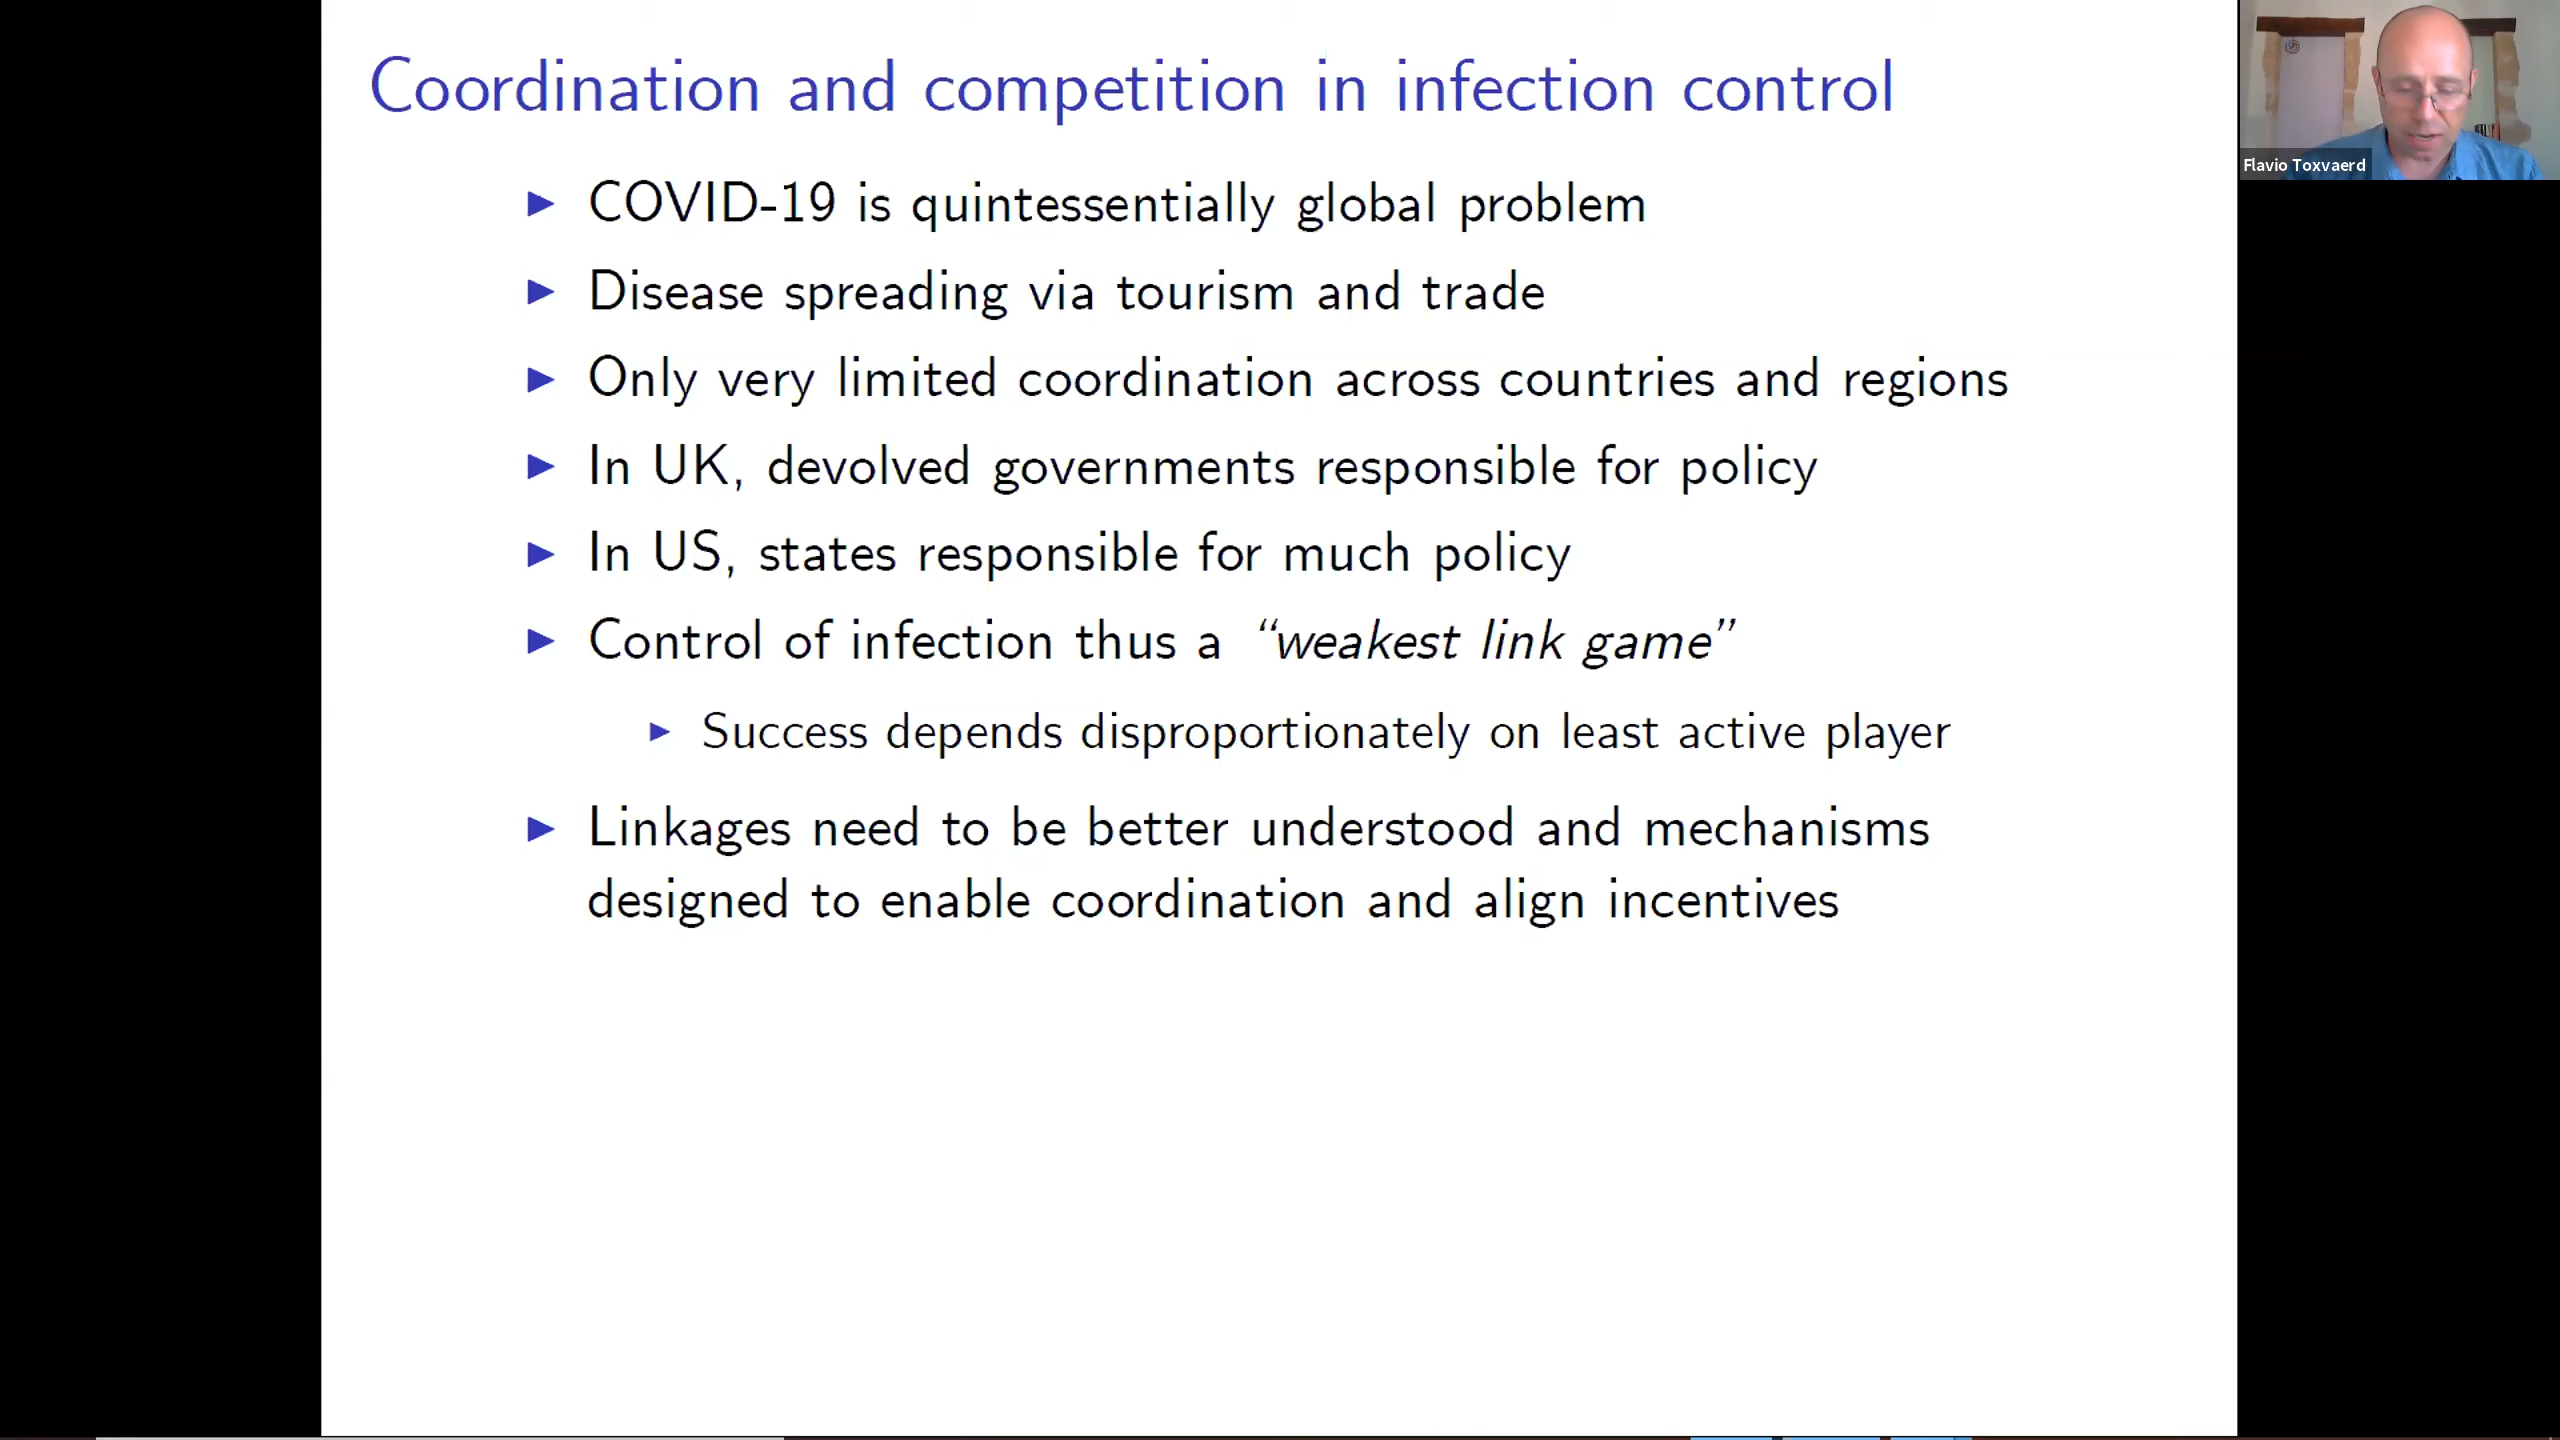 Coordination and competition in infection control
Flavio Toxvaerd
▶ COVID-19 is quintessentially global problem
▶ Disease spreading via tourism and trade
▶ Only very limited coordination across countries and regions
▶ In UK, devolved governments responsible for policy
▶ In US, states responsible for much policy
▶ Control of infection thus a “weakest link game”
▶ Success depends disproportionately on least active player
▶ Linkages need to be better understood and mechanisms
designed to enable coordination and align incentives